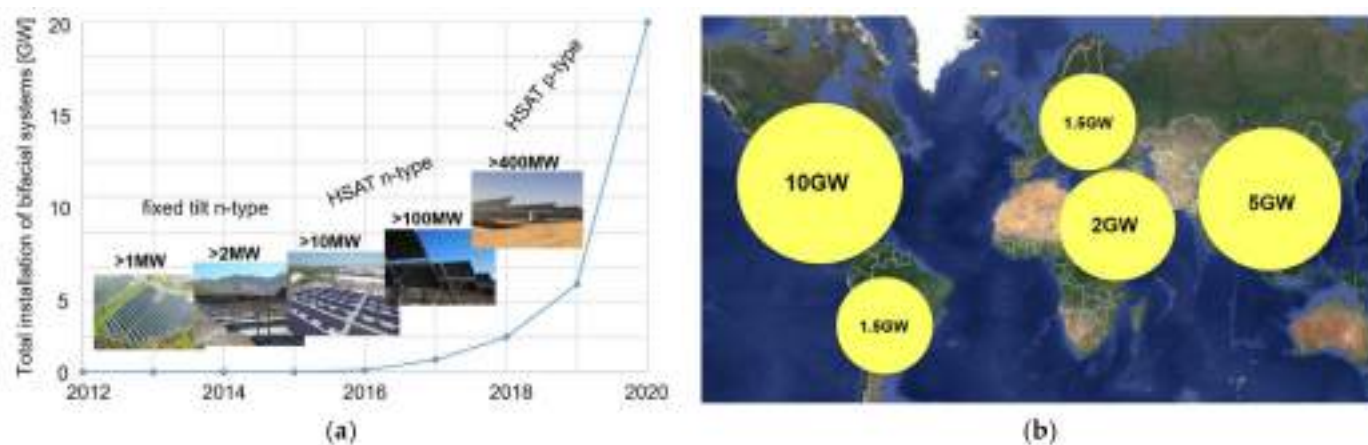 Total installation of bifacial systems [GW]
20
15
10
5
0
2012
2014
2016
2018
2020
fixed tilt n-type
HSAT n-type
HSAT p-type
>1MW
>2MW
>10MW
>100MW
>400MW
(a)
10GW
1.5GW
5GW
2GW
1.5GW
(b)